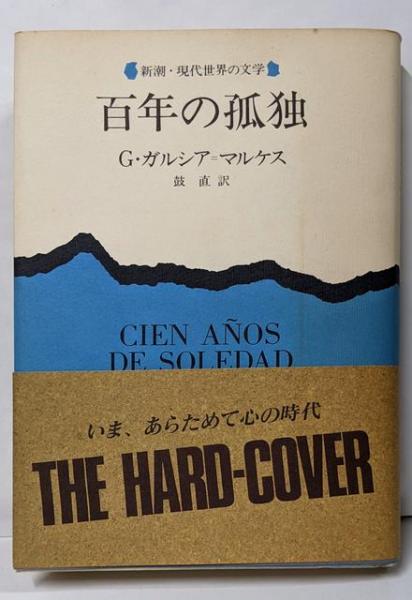 新潮・現代世界の文学
百年の孤独
G・ガルシア=マルケス
鼓 直 訳
CIEN AÑOS
DE SOLEDAD
いま、あらためて心の時代
THE HARD-COVER